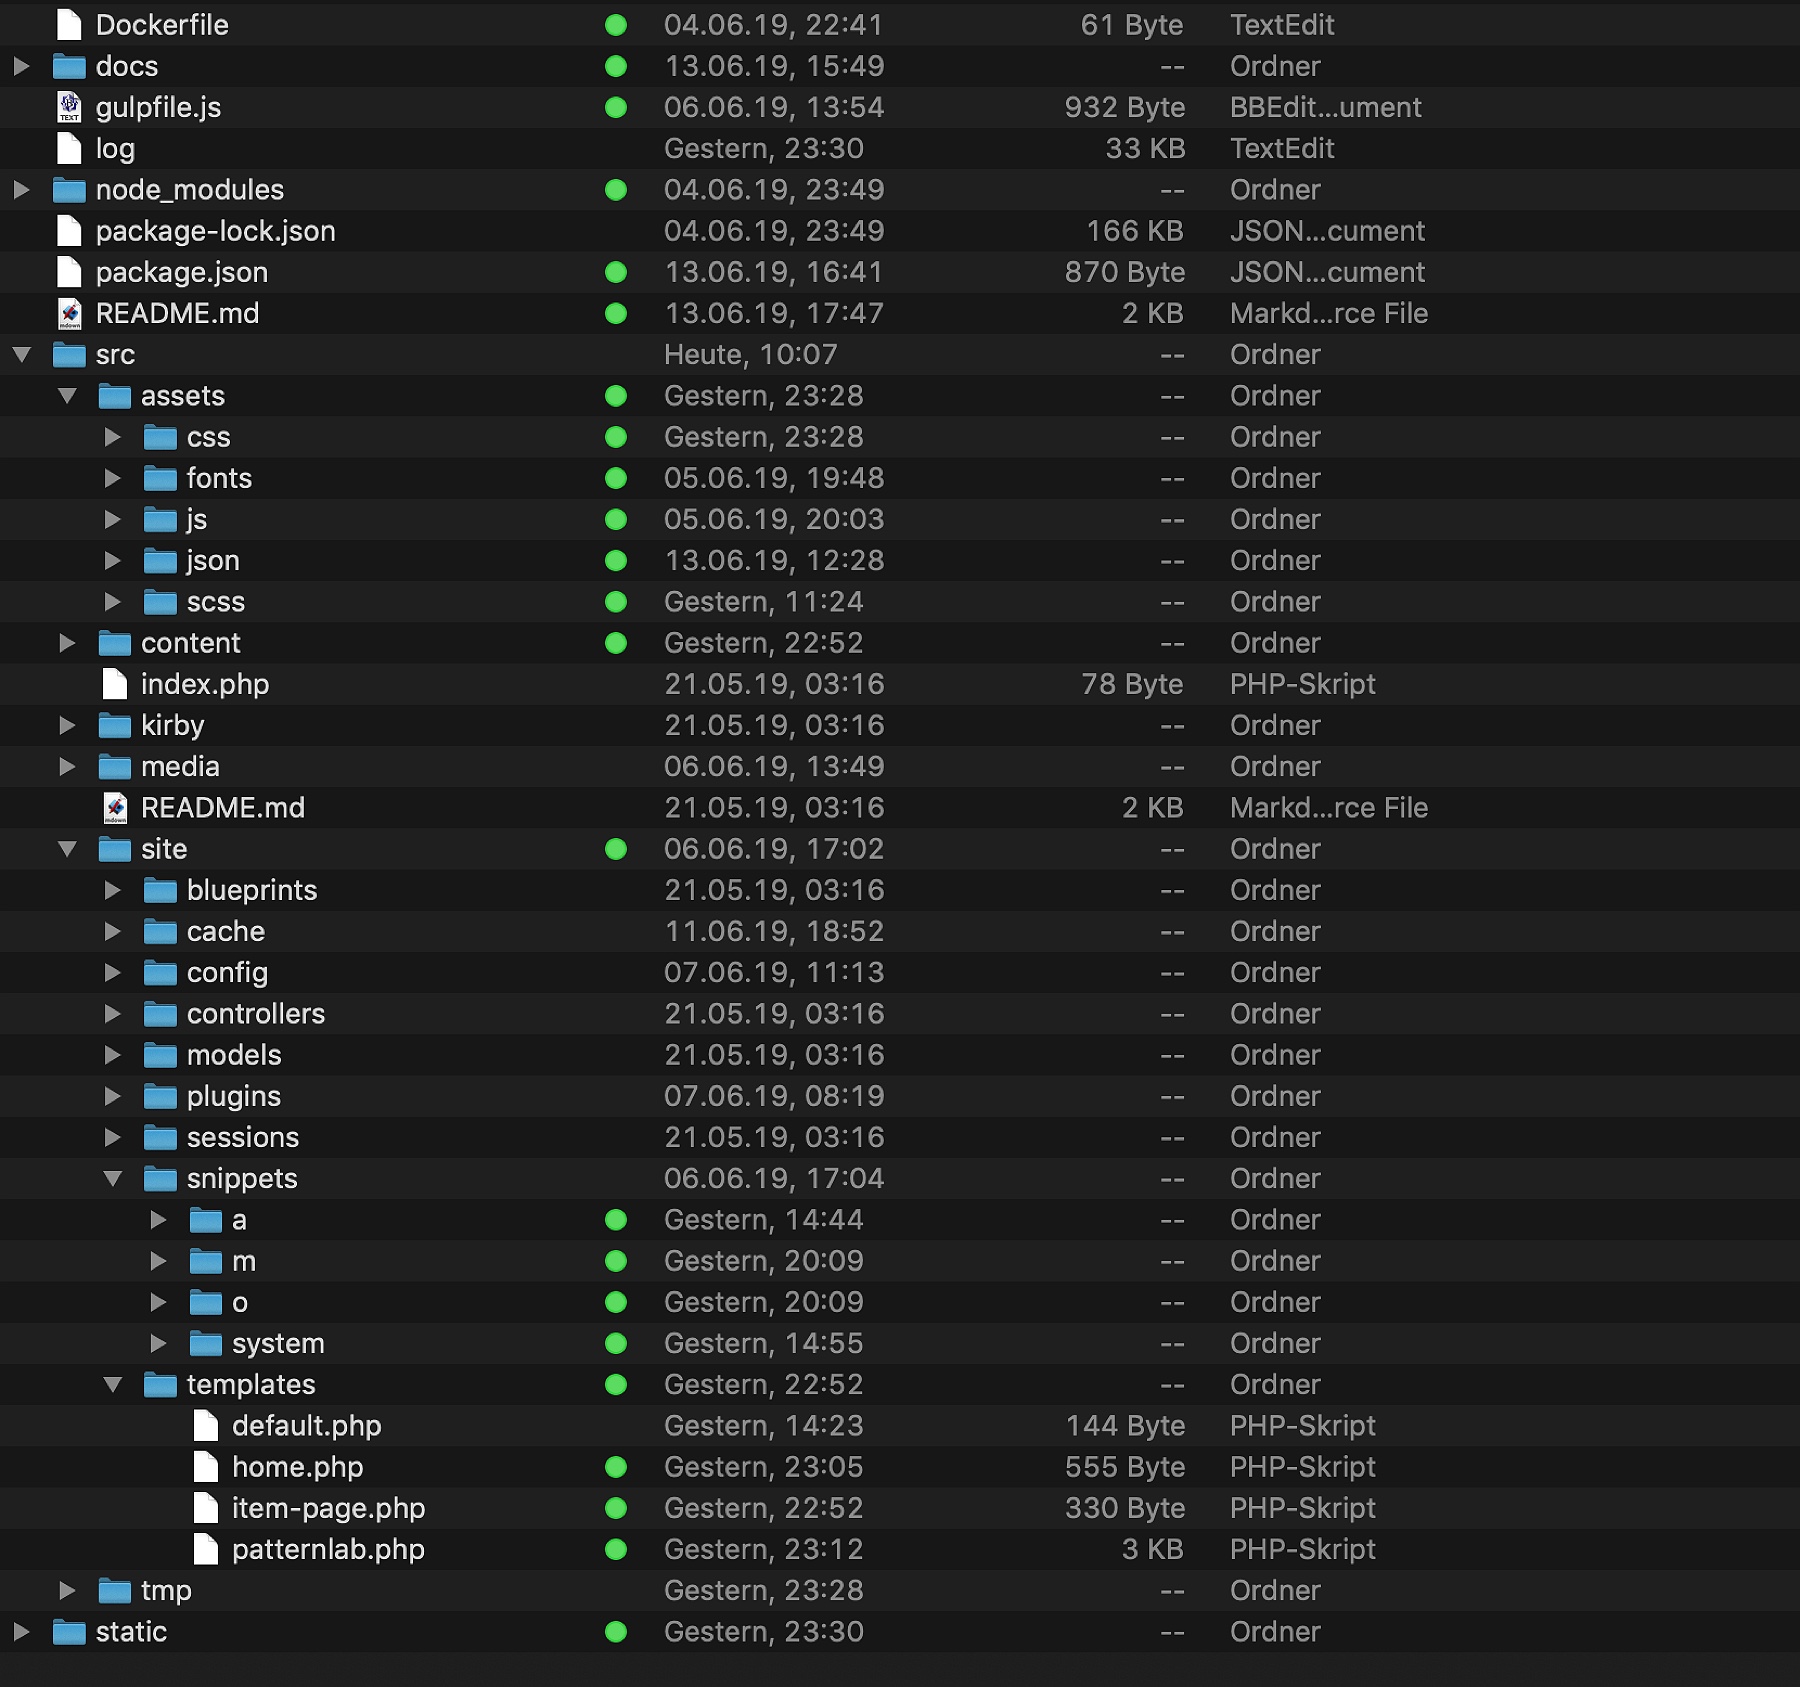 Dockerfile 04.06.19, 22:41 61 Byte TextEdit
docs 13.06.19, 15:49 -- Ordner
gulpfile.js 06.06.19, 13:54 932 Byte BBEdit...ument
log Gestern, 23:30 33 KB TextEdit
node_modules 04.06.19, 23:49 -- Ordner
package-lock.json 04.06.19, 23:49 166 KB JSON...cument
package.json 13.06.19, 16:41 870 Byte JSON...cument
README.md 13.06.19, 17:47 2 KB Markd...rce File
src Heute, 10:07 -- Ordner
assets Gestern, 23:28 -- Ordner
css Gestern, 23:28 -- Ordner
fonts 05.06.19, 19:48 -- Ordner
js 05.06.19, 20:03 -- Ordner
json 13.06.19, 12:28 -- Ordner
scss Gestern, 11:24 -- Ordner
content Gestern, 22:52 -- Ordner
index.php 21.05.19, 03:16 78 Byte PHP-Skript
kirby 21.05.19, 03:16 -- Ordner
media 06.06.19, 13:49 -- Ordner
README.md 21.05.19, 03:16 2 KB Markd...rce File
site 06.06.19, 17:02 -- Ordner
blueprints 21.05.19, 03:16 -- Ordner
cache 11.06.19, 18:52 -- Ordner
config 07.06.19, 11:13 -- Ordner
controllers 21.05.19, 03:16 -- Ordner
models 21.05.19, 03:16 -- Ordner
plugins 07.06.19, 08:19 -- Ordner
sessions 21.05.19, 03:16 -- Ordner
snippets 06.06.19, 17:04 -- Ordner
a Gestern, 14:44 -- Ordner
m Gestern, 20:09 -- Ordner
o Gestern, 20:09 -- Ordner
system Gestern, 14:55 -- Ordner
templates Gestern, 22:52 -- Ordner
default.php Gestern, 14:23 144 Byte PHP-Skript
home.php Gestern, 23:05 555 Byte PHP-Skript
item-page.php Gestern, 22:52 330 Byte PHP-Skript
patternlab.php Gestern, 23:12 3 KB PHP-Skript
tmp Gestern, 23:28 -- Ordner
static Gestern, 23:30 -- Ordner